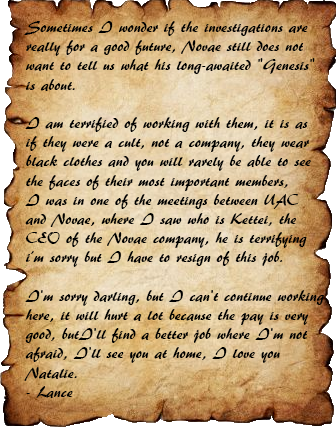 Sometimes I wonder if the investigations are
really for a good future, Novae still does not
want to tell us what his long-awaited "Genesis"
is about.

I am terrified of working with them, it is as
if they were a cult, not a company, they wear
black clothes and you will rarely be able to see
the faces of their most important members,
I was in one of the meetings between UAC
and Novae, where I saw who is Kettei, the
CEO of the Novae company, he is terrifying
i'm sorry but I have to resign of this job.

I'm sorry darling, but I can't continue working
here, it will hurt a lot because the pay is very
good, butI'll find a better job where I'm not
afraid, I'll see you at home, I love you
Natalie.
- Lance